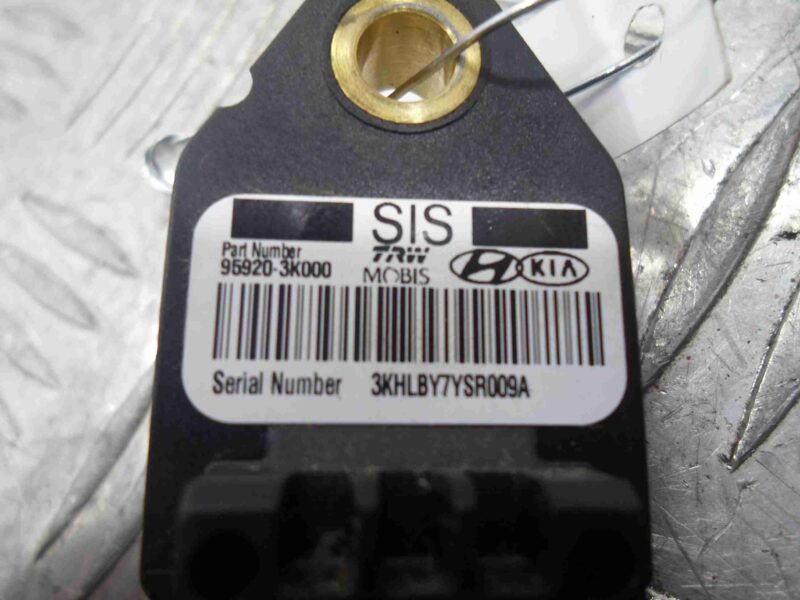 SIS
Part Number
95920-3K000
TRW
MOBIS
KIA
Serial Number 3KHLBY7YSR009A